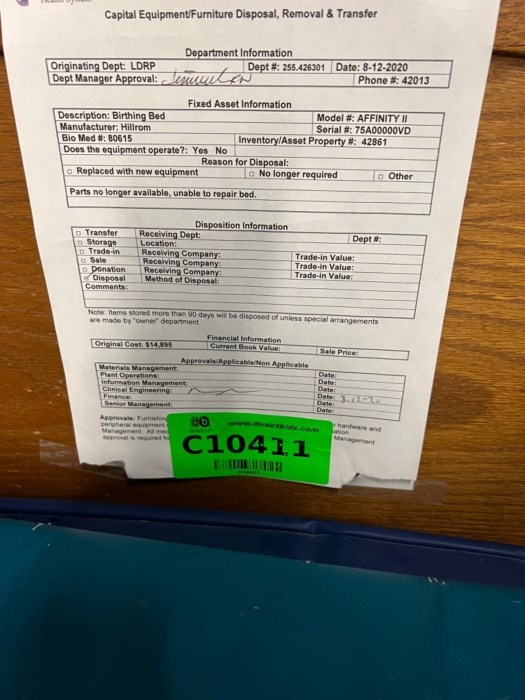 Capital Equipment/Furniture Disposal, Removal & Transfer
Department Information
Originating Dept: LDRP Dept #: 255.426301 Date: 8-12-2020
Dept Manager Approval: Phone #: 42013
Fixed Asset Information
Description: Birthing Bed Model #: AFFINITY II
Manufacturer: Hillrom Serial #: 75A00000VD
Bio Med #: 80615 Inventory/Asset Property #: 42861
Does the equipment operate?: Yes No
Reason for Disposal:
Replaced with new equipment No longer required Other
Parts no longer available, unable to repair bed.
Disposition Information
Transfer Receiving Dept: Dept #:
Storage Location:
Trade-in Receiving Company: Trade-in Value:
Sale Receiving Company: Trade-in Value:
Donation Receiving Company: Trade-in Value:
Disposal Method of Disposal:
Comments:
Note: Items stored more than 90 days will be disposed of unless special arrangements
are made by "owner" department
Financial Information
Original Cost: $14,895 Current Book Value: Sale Price:
Approvals/Applicable/Non Applicable
Materials Management: Date:
Plant Operations: Date:
Information Management: Date:
Clinical Engineering: Date:
Finance: Date:
Senior Management: Date:
Approvals:
peripheral equipment hardware and
Management
approval is required Management
www.directbids.com
C10411